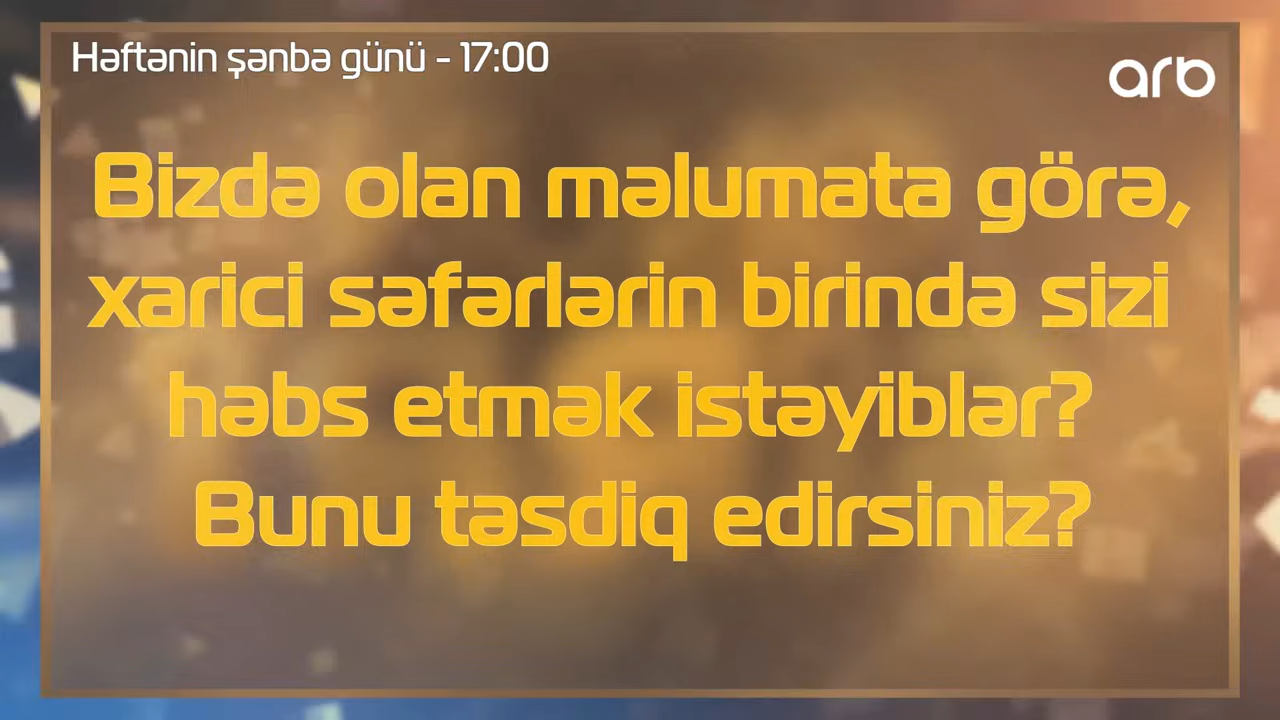 Həftənin şənbə günü - 17:00
arb
Bizdə olan məlumata görə,
xarici səfərlərin birində sizi
həbs etmək istəyiblər?
Bunu təsdiq edirsiniz?